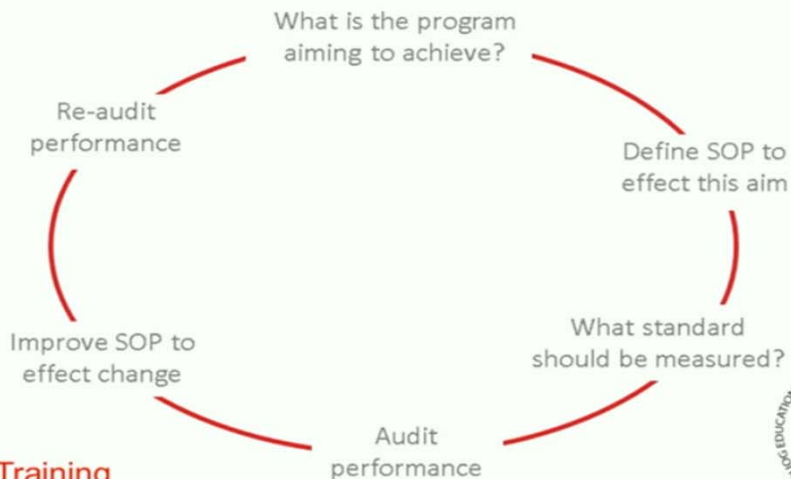 What is the program
aiming to achieve?
Re-audit
performance
Define SOP to
effect this aim
What standard
should be measured?
Improve SOP to
effect change
Audit
performance
Training
EDUCATION